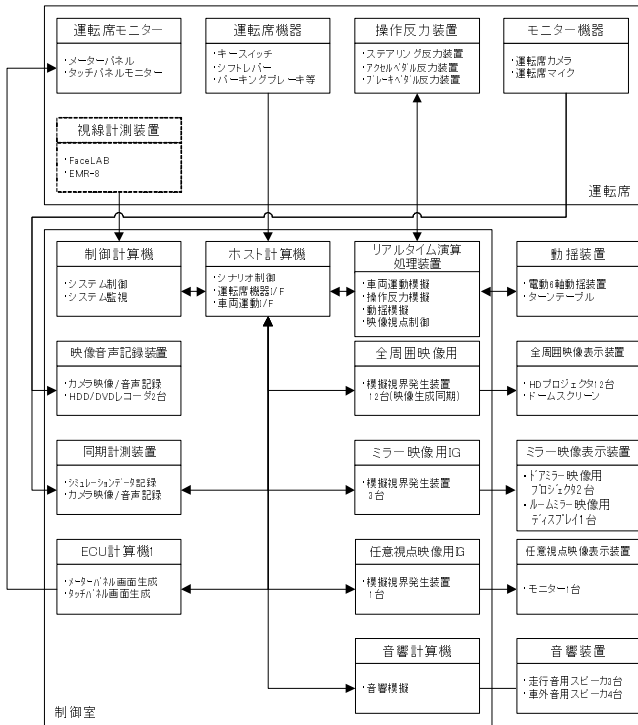 運転席モニター
・メーターパネル
・タッチパネルモニター
運転席機器
・キースイッチ
・シフトレバー
・パーキングブレーキ等
操作反力装置
・ステアリング反力装置
・アクセルペダル反力装置
・ブレーキペダル反力装置
モニター機器
・運転席カメラ
・運転席マイク
視線計測装置
・FaceLAB
・EMR-8
運転席
制御計算機
・システム制御
・システム監視
ホスト計算機
・シナリオ制御
・運転席機器I/F
・車両運動I/F
リアルタイム演算
処理装置
・車両運動模擬
・操作反力模擬
・動揺模擬
・映像視点制御
動揺装置
・電動6軸動揺装置
・ターンテーブル
映像音声記録装置
・カメラ映像/音声記録
・HDD/DVDレコーダ2台
全周囲映像用
・模擬視界発生装置
12台(映像生成同期)
全周囲映像表示装置
・HDプロジェクタ12台
・ドームスクリーン
同期計測装置
・シミュレーションデータ記録
・カメラ映像/音声記録
ミラー映像用IG
・模擬視界発生装置
3台
ミラー映像表示装置
・ドアミラー映像用
プロジェクタ2台
・ルームミラー映像用
ディスプレイ1台
ECU計算機1
・メーターパネル画面生成
・タッチパネル画面生成
任意視点映像用IG
・模擬視界発生装置
1台
任意視点映像表示装置
・モニター1台
音響計算機
・音響模擬
音響装置
・走行音用スピーカ3台
・車外音用スピーカ4台
制御室